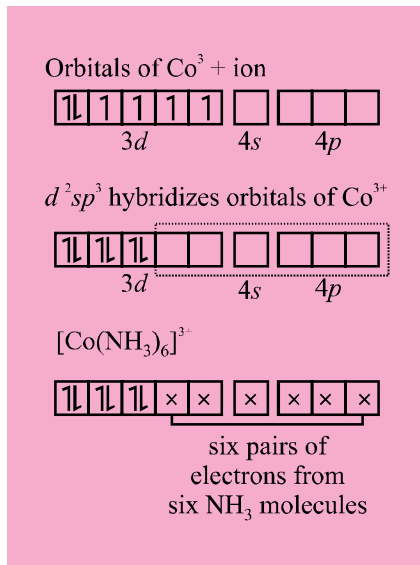 Orbitals of Co³ + ion
3d 4s 4p
d ²sp³ hybridizes orbitals of Co³⁺
3d 4s 4p
[Co(NH₃)₆]³⁺
× × × × × ×
six pairs of
electrons from
six NH₃ molecules